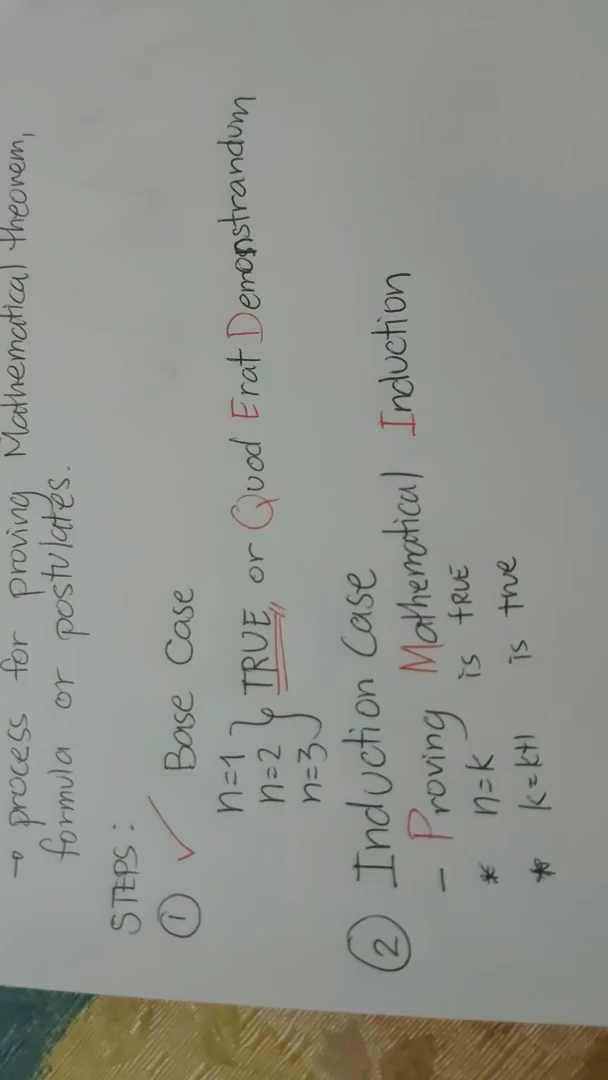 → process for proving Mathematical theorem,
formula or postulates.
STEPS:
① ✓ Base Case
n=1
n=2 } TRUE or Quod Erat Demonstrandum
n=3
② Induction Case
- Proving Mathematical Induction
* n=k is TRUE
* k=k+1 is true